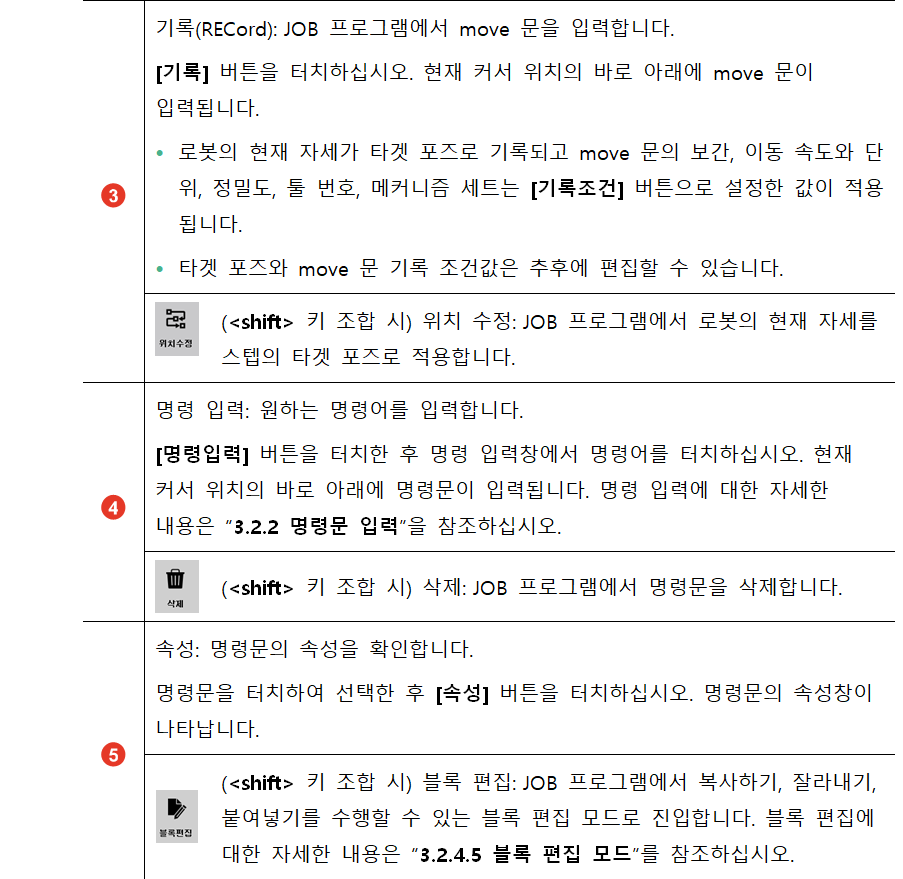 기록(RECord): JOB 프로그램에서 move 문을 입력합니다.
[기록] 버튼을 터치하십시오. 현재 커서 위치의 바로 아래에 move 문이
입력됩니다.
3
• 로봇의 현재 자세가 타겟 포즈로 기록되고 move 문의 보간, 이동 속도와 단
위, 정밀도, 툴 번호, 메커니즘 세트는 [기록조건] 버튼으로 설정한 값이 적용
됩니다.
• 타겟 포즈와 move 문 기록 조건값은 추후에 편집할 수 있습니다.
위치수정
(<shift> 키 조합 시) 위치 수정: JOB 프로그램에서 로봇의 현재 자세를
스텝의 타겟 포즈로 적용합니다.
명령 입력: 원하는 명령어를 입력합니다.
[명령입력] 버튼을 터치한 후 명령 입력창에서 명령어를 터치하십시오. 현재
4
커서 위치의 바로 아래에 명령문이 입력됩니다. 명령 입력에 대한 자세한
내용은 “3.2.2 명령문 입력”을 참조하십시오.
삭제
(<shift> 키 조합 시) 삭제: JOB 프로그램에서 명령문을 삭제합니다.
속성: 명령문의 속성을 확인합니다.
명령문을 터치하여 선택한 후 [속성] 버튼을 터치하십시오. 명령문의 속성창이
나타납니다.
5
블록편집
(<shift> 키 조합 시) 블록 편집: JOB 프로그램에서 복사하기, 잘라내기,
붙여넣기를 수행할 수 있는 블록 편집 모드로 진입합니다. 블록 편집에
대한 자세한 내용은 “3.2.4.5 블록 편집 모드”를 참조하십시오.